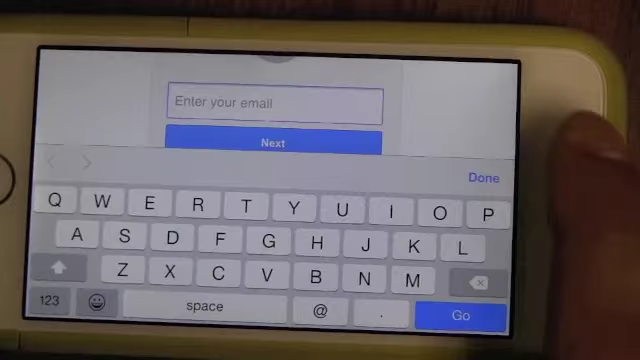 Enter your email
Next
Done
Q W E R T Y U I O P
A S D F G H J K L
Z X C V B N M
123 space @ . Go